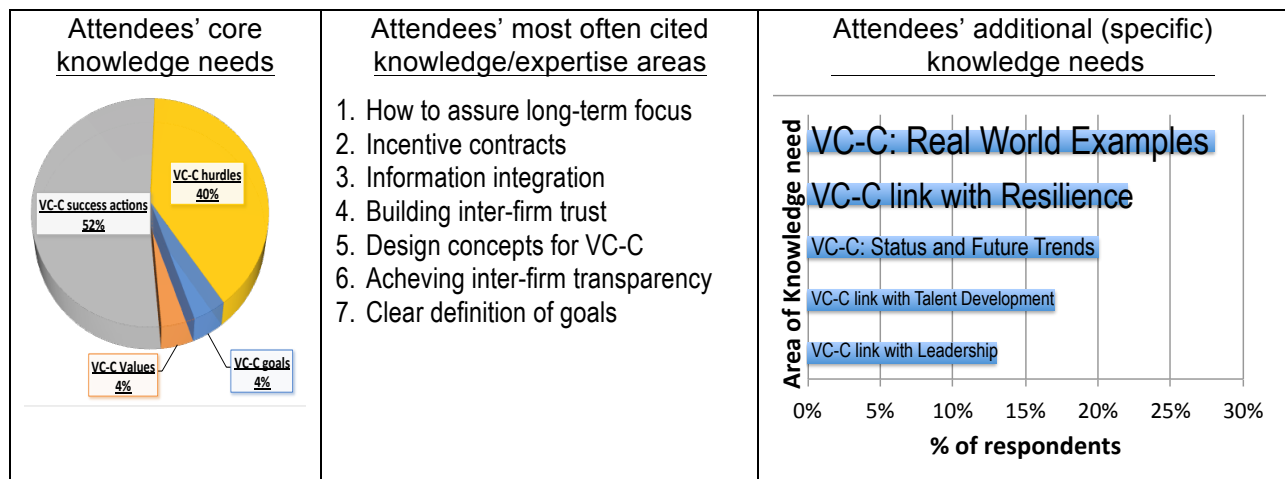 Attendees' core
knowledge needs
VC-C hurdles
40%
VC-C success actions
52%
VC-C Values
4%
VC-C goals
4%
Attendees' most often cited
knowledge/expertise areas
1. How to assure long-term focus
2. Incentive contracts
3. Information integration
4. Building inter-firm trust
5. Design concepts for VC-C
6. Acheving inter-firm transparency
7. Clear definition of goals
Attendees' additional (specific)
knowledge needs
Area of Knowledge need
VC-C: Real World Examples
VC-C link with Resilience
VC-C: Status and Future Trends
VC-C link with Talent Development
VC-C link with Leadership
0% 5% 10% 15% 20% 25% 30%
% of respondents